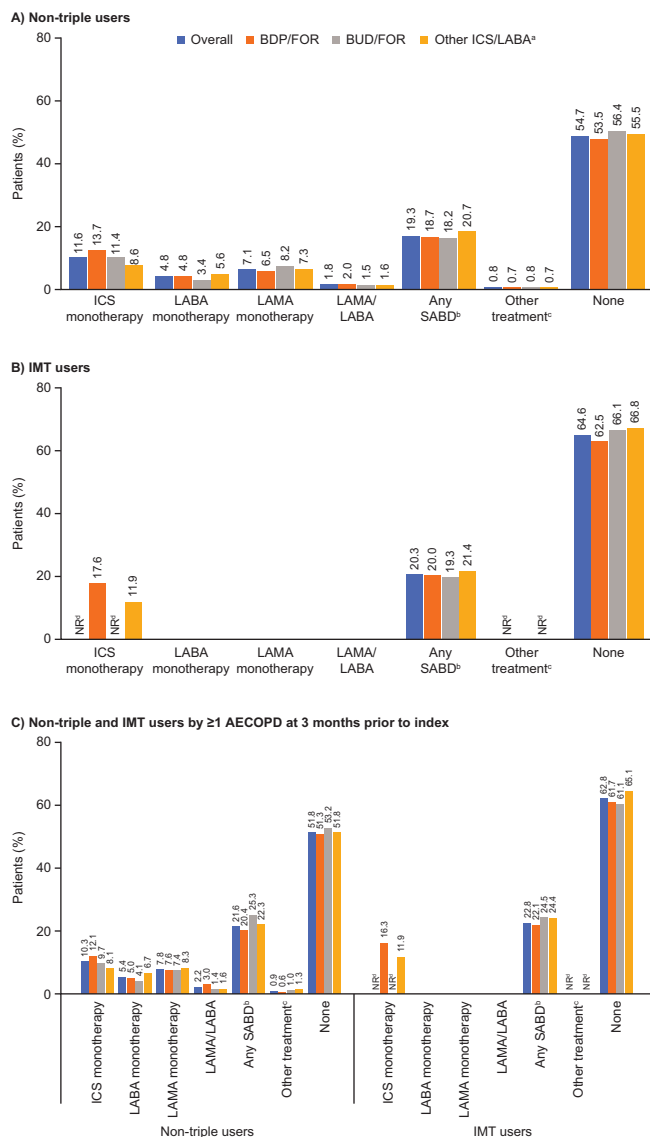 A) Non-triple users
Overall BDP/FOR BUD/FOR Other ICS/LABAᵃ
Patients (%)
80
60
40
20
0
11.6 13.7 11.4 8.6
4.8 4.8 3.4 5.6
7.1 6.5 8.2 7.3
1.8 2.0 1.5 1.6
19.3 18.7 18.2 20.7
0.8 0.7 0.8 0.7
54.7 53.5 56.4 55.5
ICS monotherapy
LABA monotherapy
LAMA monotherapy
LAMA/LABA
Any SABDᵇ
Other treatmentᶜ
None
B) IMT users
Patients (%)
80
60
40
20
0
NRᵈ 17.6 NRᵈ 11.9
20.3 20.0 19.3 21.4
NRᵈ NRᵈ
64.6 62.5 66.1 66.8
ICS monotherapy
LABA monotherapy
LAMA monotherapy
LAMA/LABA
Any SABDᵇ
Other treatmentᶜ
None
C) Non-triple and IMT users by ≥1 AECOPD at 3 months prior to index
Patients (%)
80
60
40
20
0
10.3 12.1 9.7 8.1
5.4 5.0 4.1 6.7
7.8 7.6 7.4 8.3
2.2 3.0 1.4 1.6
21.6 20.4 25.3 22.3
0.9 0.6 1.0 1.3
51.8 51.3 53.2 51.8
NRᵈ 16.3 NRᵈ 11.9
22.8 22.1 24.5 24.4
NRᵈ NRᵈ
62.8 61.7 61.1 65.1
ICS monotherapy
LABA monotherapy
LAMA monotherapy
LAMA/LABA
Any SABDᵇ
Other treatmentᶜ
None
ICS monotherapy
LABA monotherapy
LAMA monotherapy
LAMA/LABA
Any SABDᵇ
Other treatmentᶜ
None
Non-triple users
IMT users